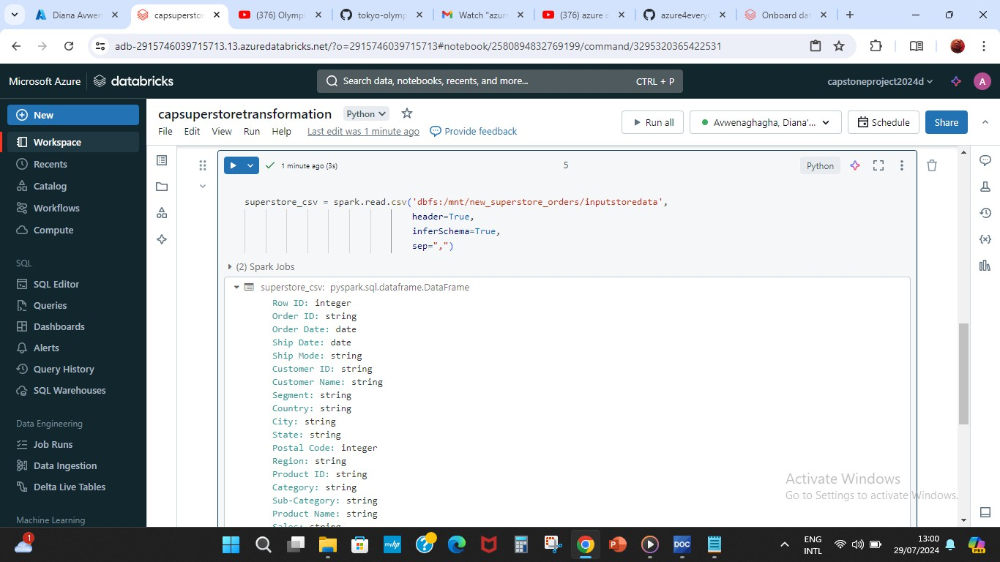 Diana Avwer
capsuperstor
(376) Olympi
tokyo-olymp
Watch "azur
(376) azure c
azure4every
Onboard dat
adb-2915746039715713.13.azuredatabricks.net/?o=2915746039715713#notebook/2580894832769199/command/3295320365422531
Microsoft Azure
databricks
Search data, notebooks, recents, and more...
CTRL + P
capstoneproject2024d
A
New
Workspace
Recents
Catalog
Workflows
Compute
SQL
SQL Editor
Queries
Dashboards
Alerts
Query History
SQL Warehouses
Data Engineering
Job Runs
Data Ingestion
Delta Live Tables
Machine Learning
capsuperstoretransformation
Python
File Edit View Run Help Last edit was 1 minute ago Provide feedback
Run all
Avwenaghagha, Diana'...
Schedule
Share
1 minute ago (3s)
5
Python
superstore_csv = spark.read.csv('dbfs:/mnt/new_superstore_orders/inputstoredata',
header=True,
inferSchema=True,
sep=",")
(2) Spark Jobs
superstore_csv: pyspark.sql.dataframe.DataFrame
Row ID: integer
Order ID: string
Order Date: date
Ship Date: date
Ship Mode: string
Customer ID: string
Customer Name: string
Segment: string
Country: string
City: string
State: string
Postal Code: integer
Region: string
Product ID: string
Category: string
Sub-Category: string
Product Name: string
Sales: string
Activate Windows
Go to Settings to activate Windows.
1
myhp
DOC
ENG
INTL
13:00
29/07/2024
PRE